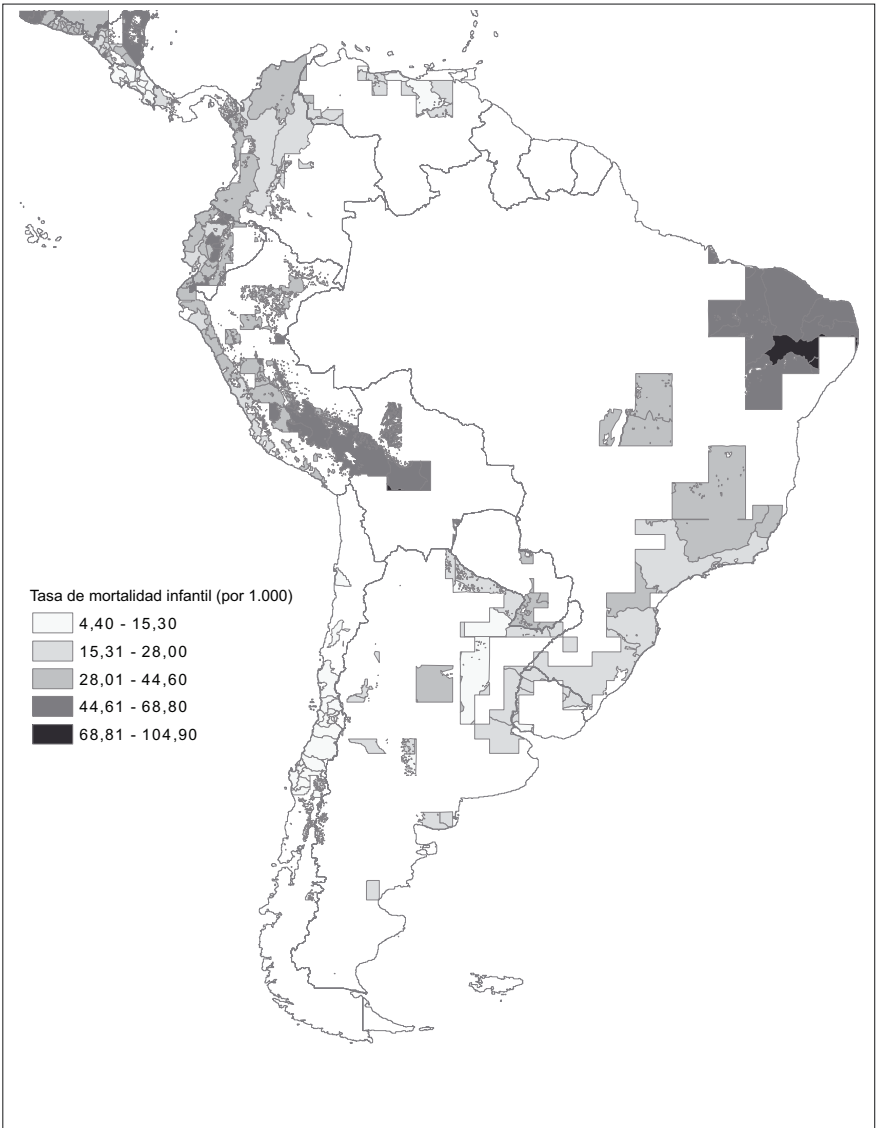 Tasa de mortalidad infantil (por 1.000)
4,40 - 15,30
15,31 - 28,00
28,01 - 44,60
44,61 - 68,80
68,81 - 104,90